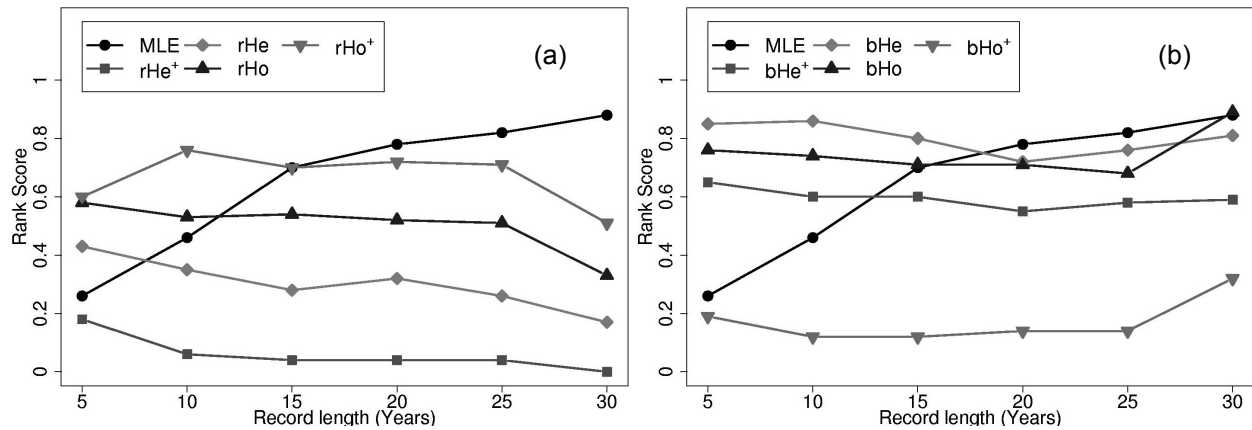 MLE rHe rHo+
rHe+ rHo
(a)
Rank Score
0 0.2 0.4 0.6 0.8 1
5 10 15 20 25 30
Record length (Years)
MLE bHe bHo+
bHe+ bHo
(b)
Rank Score
0 0.2 0.4 0.6 0.8 1
5 10 15 20 25 30
Record length (Years)